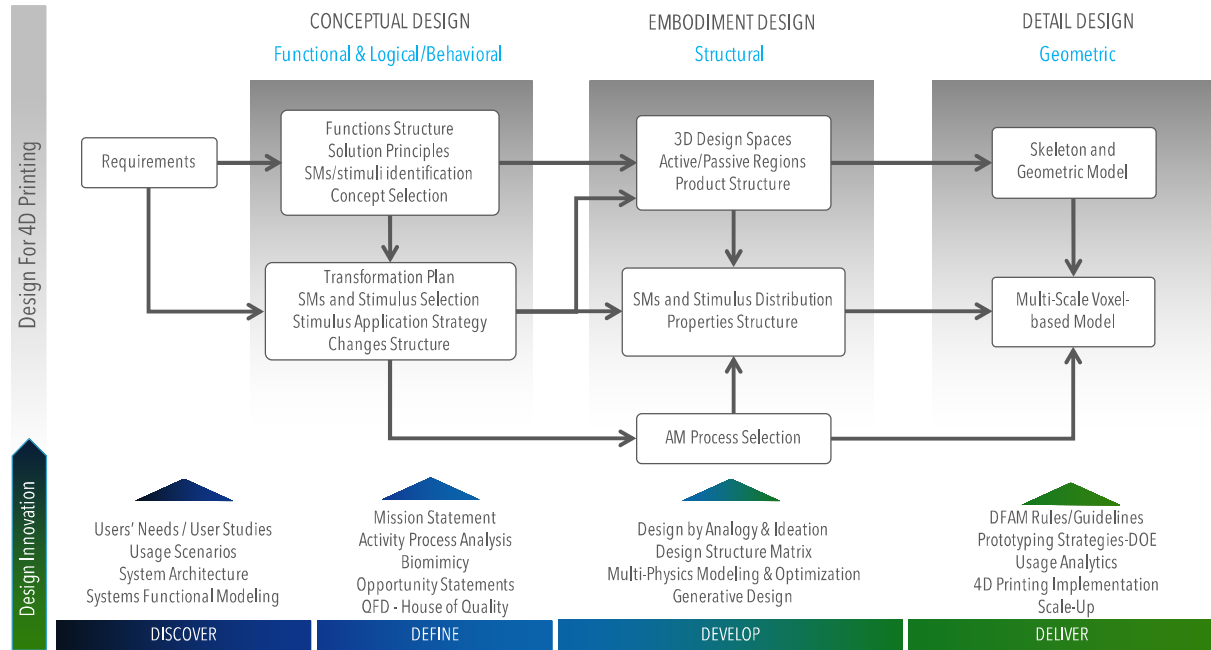 CONCEPTUAL DESIGN
Functional & Logical/Behavioral
EMBODIMENT DESIGN
Structural
DETAIL DESIGN
Geometric
Design For 4D Printing
Requirements
Functions Structure
Solution Principles
SMs/stimuli identification
Concept Selection
3D Design Spaces
Active/Passive Regions
Product Structure
Skeleton and
Geometric Model
Transformation Plan
SMs and Stimulus Selection
Stimulus Application Strategy
Changes Structure
SMs and Stimulus Distribution
Properties Structure
Multi-Scale Voxel-
based Model
AM Process Selection
Design Innovation
Users' Needs / User Studies
Usage Scenarios
System Architecture
Systems Functional Modeling
Mission Statement
Activity Process Analysis
Biomimicy
Opportunity Statements
QFD - House of Quality
Design by Analogy & Ideation
Design Structure Matrix
Multi-Physics Modeling & Optimization
Generative Design
DFAM Rules/Guidelines
Prototyping Strategies-DOE
Usage Analytics
4D Printing Implementation
Scale-Up
DISCOVER
DEFINE
DEVELOP
DELIVER